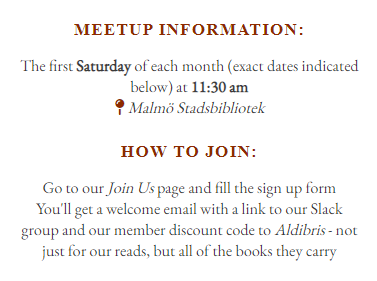 MEETUP INFORMATION:
The first Saturday of each month (exact dates indicated
below) at 11:30 am
Malmö Stadsbibliotek
HOW TO JOIN:
Go to our Join Us page and fill the sign up form
You'll get a welcome email with a link to our Slack
group and our member discount code to Aldibris - not
just for our reads, but all of the books they carry